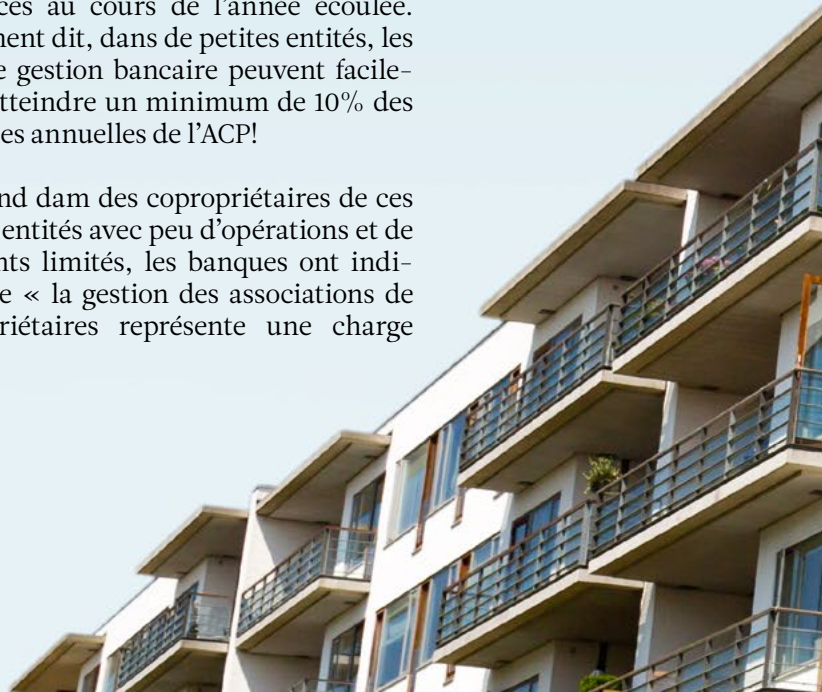 ces au cours de l’année écoulée.
ment dit, dans de petites entités, les
e gestion bancaire peuvent facile-
tteindre un minimum de 10% des
es annuelles de l’ACP!
nd dam des copropriétaires de ces
entités avec peu d’opérations et de
nts limités, les banques ont indi-
e « la gestion des associations de
riétaires représente une charge